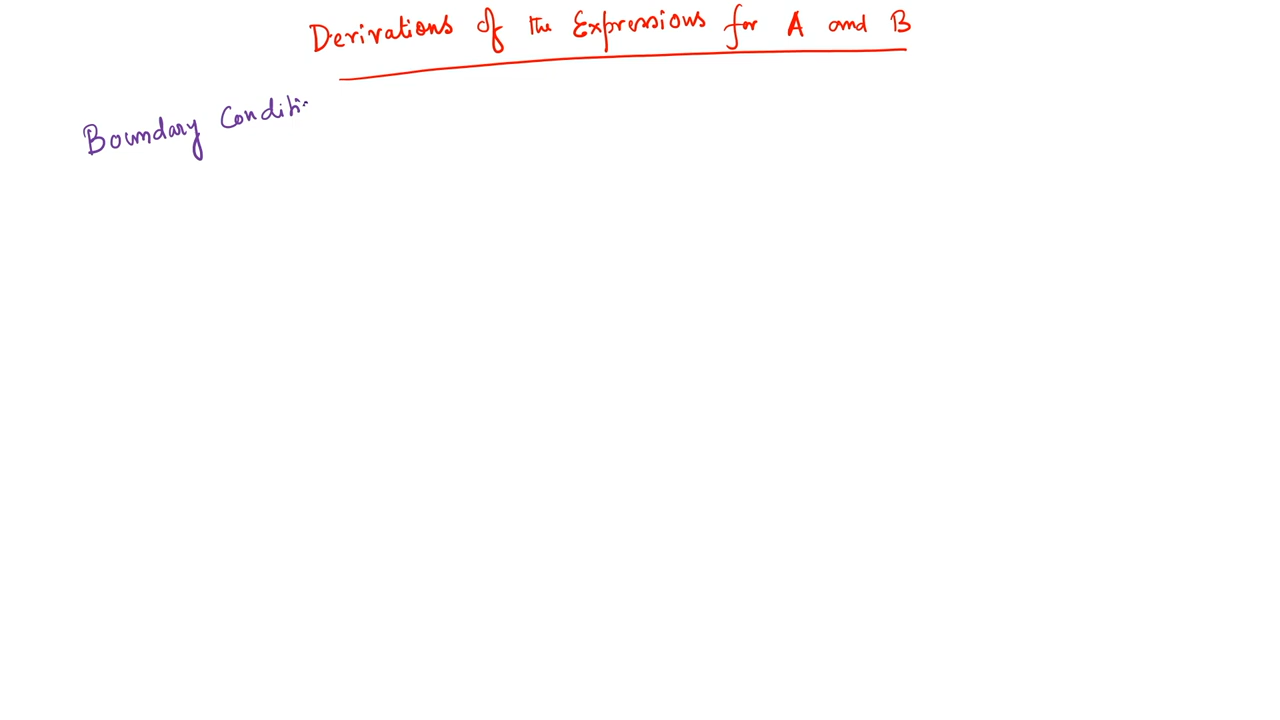 Derivations of the Expressions for A and B
Boundary Conditi